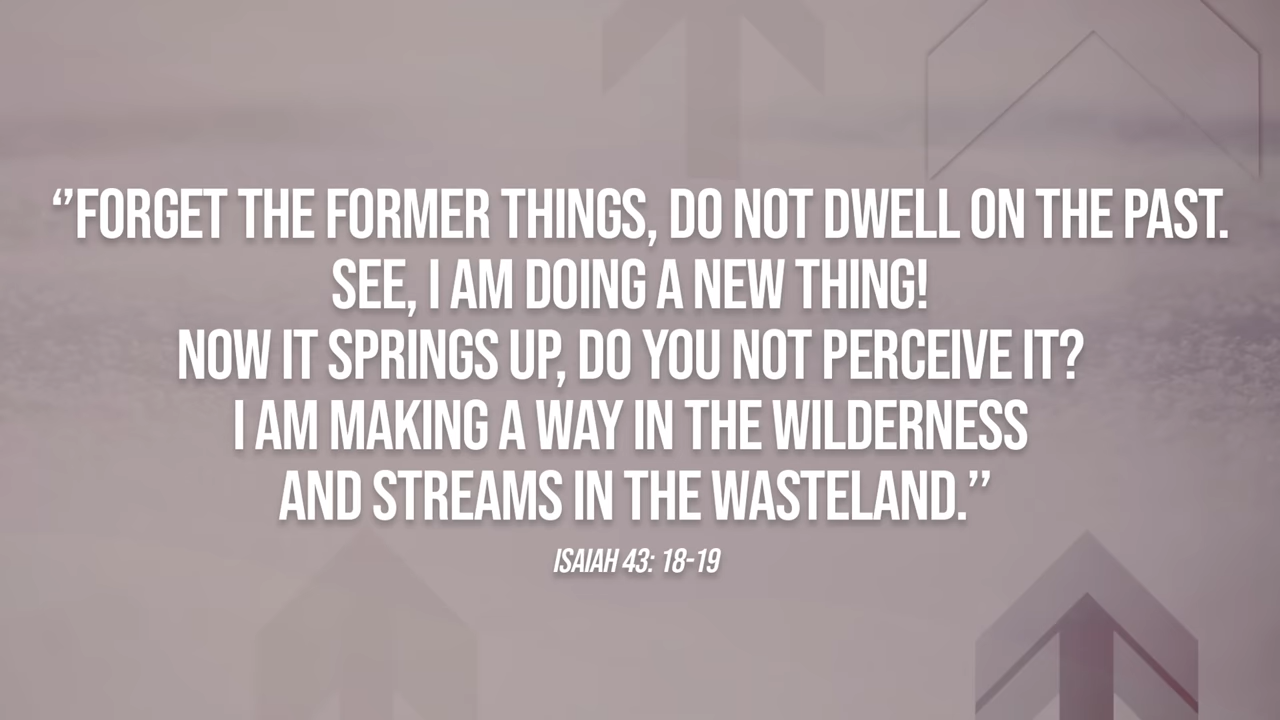 ‘’FORGET THE FORMER THINGS, DO NOT DWELL ON THE PAST.
SEE, I AM DOING A NEW THING!
NOW IT SPRINGS UP, DO YOU NOT PERCEIVE IT?
I AM MAKING A WAY IN THE WILDERNESS
AND STREAMS IN THE WASTELAND.’’
ISAIAH 43: 18-19